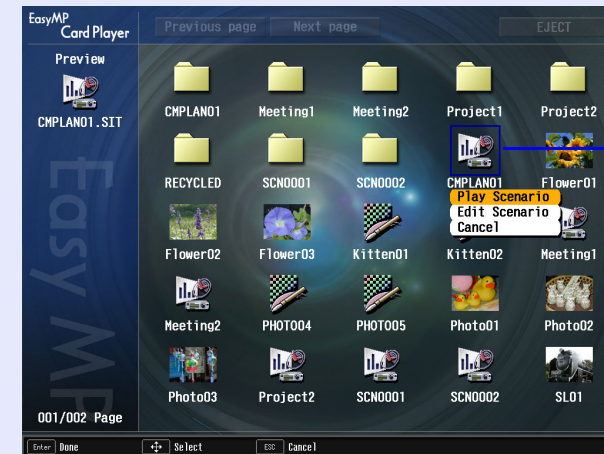 EasyMP
Card Player
Previous page
Next page
EJECT
Preview
CMPLAN01.SIT
CMPLAN01
Meeting1
Meeting2
Project1
Project2
RECYCLED
SCN0001
SCN0002
CMPLAN01
Flower01
Play Scenario
Edit Scenario
Cancel
Flower02
Flower03
Kitten01
Kitten02
Meeting1
Meeting2
PHOTO04
PHOTO05
Photo01
Photo02
Photo03
Project2
SCN0001
SCN0002
SL01
Easy MP
001/002 Page
Enter Done
Select
ESC Cancel